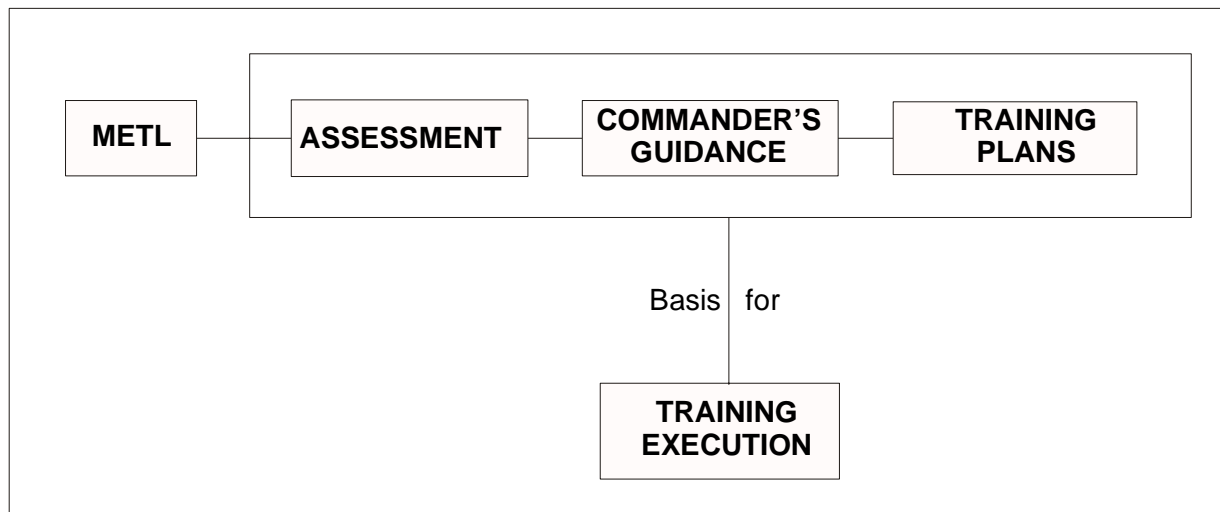 METL
ASSESSMENT
COMMANDER'S
GUIDANCE
TRAINING
PLANS
Basis for
TRAINING
EXECUTION